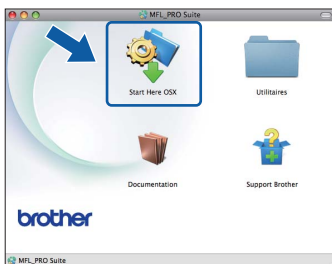 MFL_PRO Suite
Start Here OSX
Utilitaires
Documentation
Support Brother
brother
MFL_PRO Suite